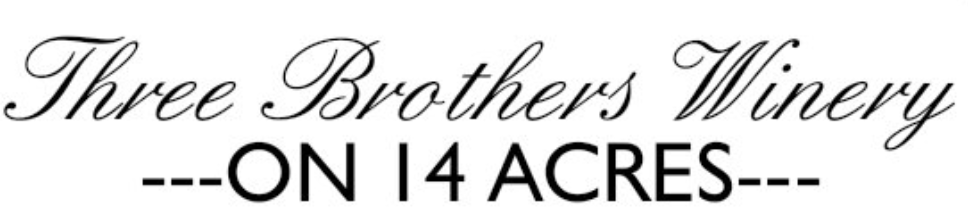 Three Brothers Winery
---ON 14 ACRES---